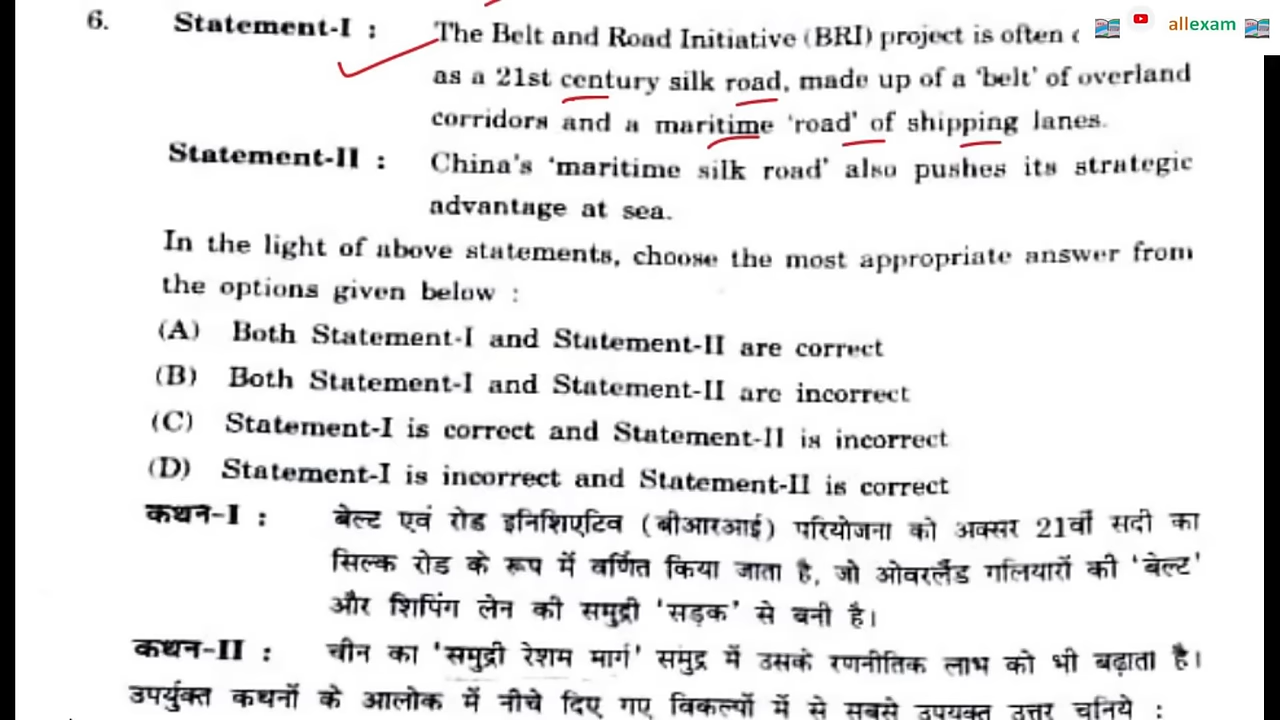 allexam
6. Statement-I : The Belt and Road Initiative (BRI) project is often
as a 21st century silk road, made up of a 'belt' of overland
corridors and a maritime 'road' of shipping lanes.
Statement-II : China's 'maritime silk road' also pushes its strategic
advantage at sea.
In the light of above statements, choose the most appropriate answer from
the options given below :
(A) Both Statement-I and Statement-II are correct
(B) Both Statement-I and Statement-II are incorrect
(C) Statement-I is correct and Statement-II is incorrect
(D) Statement-I is incorrect and Statement-II is correct
कथन-I : बेल्ट एवं रोड इनिशिएटिव (बीआरआई) परियोजना को अक्सर 21वीं सदी का
सिल्क रोड के रूप में वर्णित किया जाता है, जो ओवरलैंड गलियारों की 'बेल्ट'
और शिपिंग लेन की समुद्री 'सड़क' से बनी है।
कथन-II : चीन का 'समुद्री रेशम मार्ग' समुद्र में उसके रणनीतिक लाभ को भी बढ़ाता है।
उपर्युक्त कथनों के आलोक में नीचे दिए गए विकल्पों में से सबसे उपयुक्त उत्तर चुनिये :